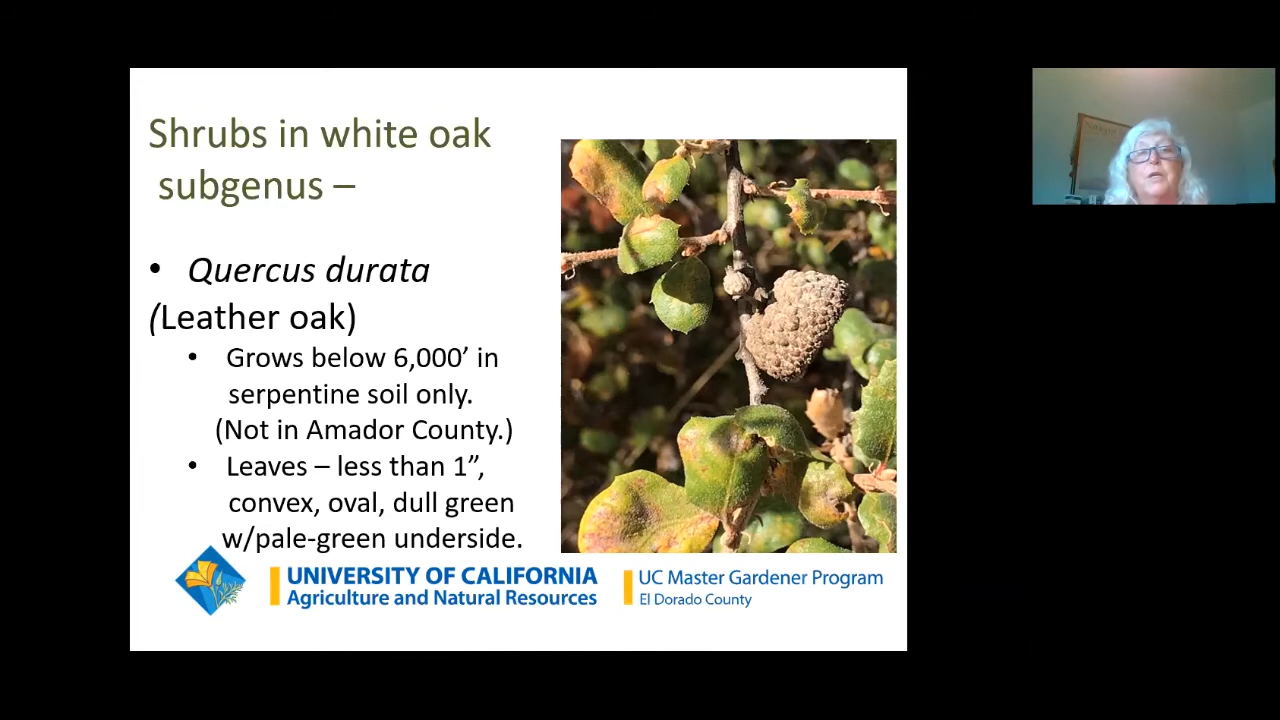 Shrubs in white oak
subgenus –
• Quercus durata
(Leather oak)
• Grows below 6,000’ in
serpentine soil only.
(Not in Amador County.)
• Leaves – less than 1”,
convex, oval, dull green
w/pale-green underside.
UNIVERSITY OF CALIFORNIA
Agriculture and Natural Resources
UC Master Gardener Program
El Dorado County